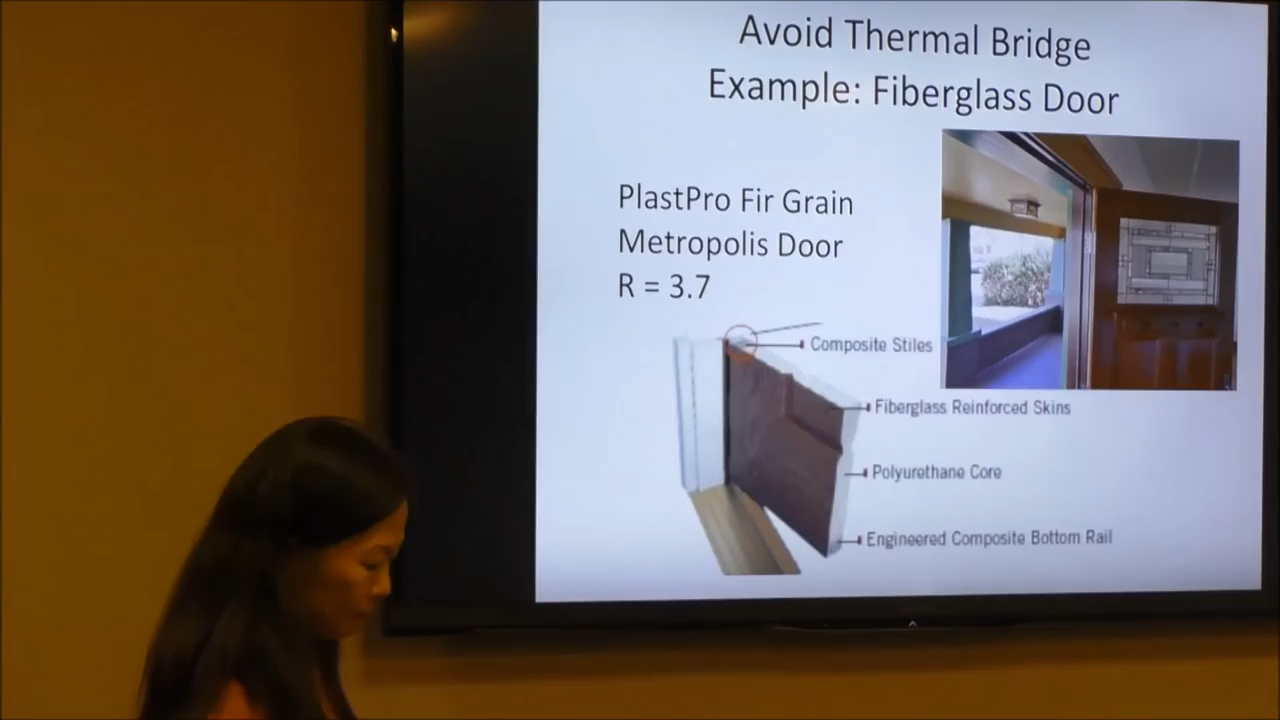 Avoid Thermal Bridge
Example: Fiberglass Door
PlastPro Fir Grain
Metropolis Door
R = 3.7
Composite Stiles
Fiberglass Reinforced Skins
Polyurethane Core
Engineered Composite Bottom Rail